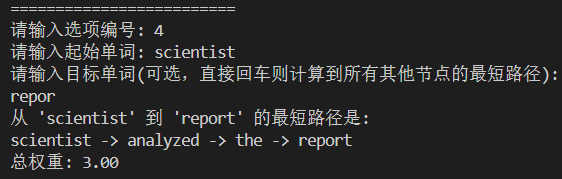 =========================
请输入选项编号: 4
请输入起始单词: scientist
请输入目标单词(可选，直接回车则计算到所有其他节点的最短路径):
repor
从 'scientist' 到 'report' 的最短路径是:
scientist -> analyzed -> the -> report
总权重: 3.00